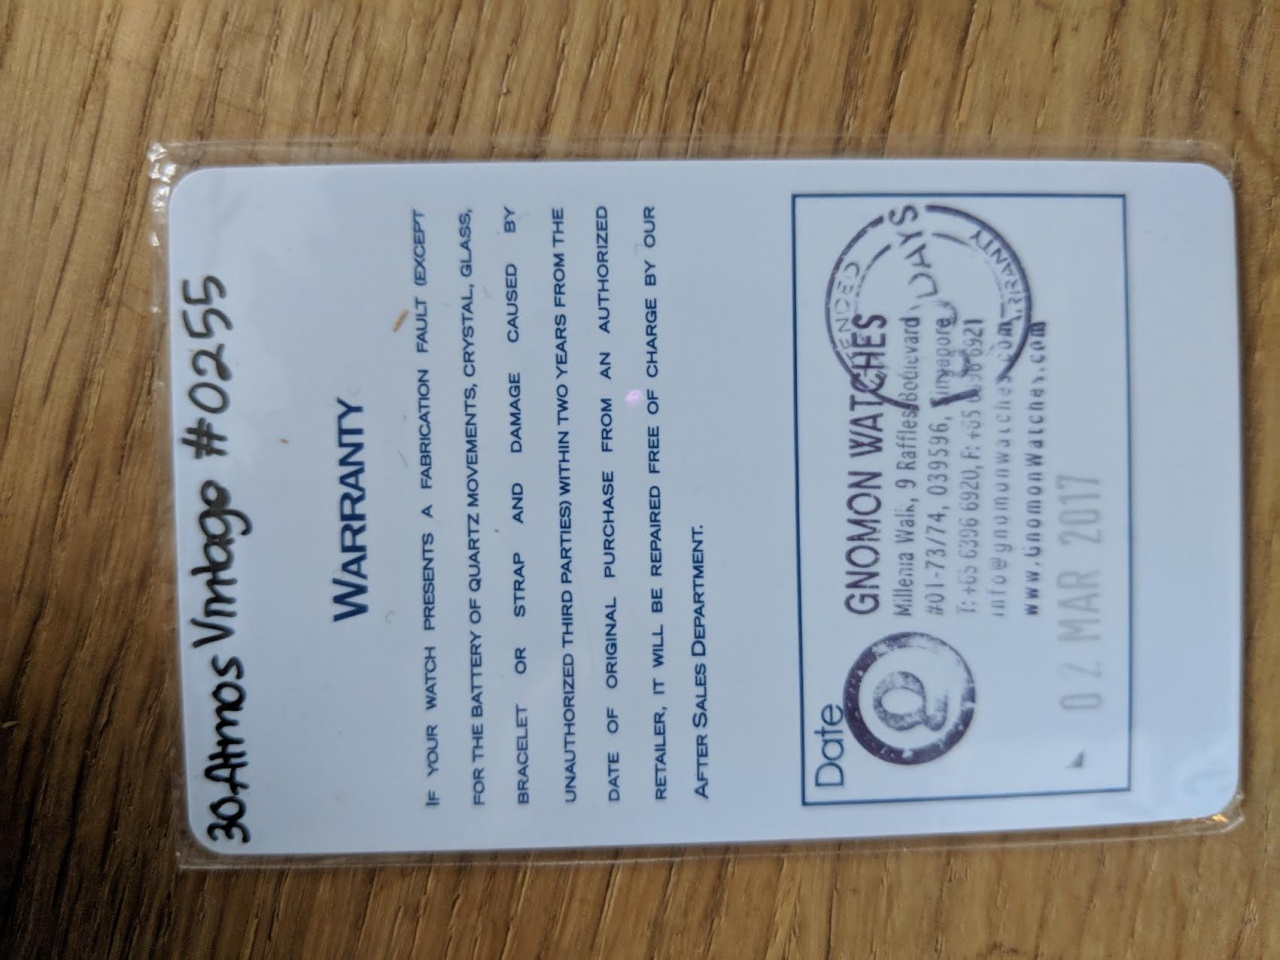 30Atmos Vintage #0255
WARRANTY
IF YOUR WATCH PRESENTS A FABRICATION FAULT (EXCEPT
FOR THE BATTERY OF QUARTZ MOVEMENTS, CRYSTAL, GLASS,
BRACELET OR STRAP AND DAMAGE CAUSED BY
UNAUTHORIZED THIRD PARTIES) WITHIN TWO YEARS FROM THE
DATE OF ORIGINAL PURCHASE FROM AN AUTHORIZED
RETAILER, IT WILL BE REPAIRED FREE OF CHARGE BY OUR
AFTER SALES DEPARTMENT.
Date
GNOMON WATCHES
Millenia Walk, 9 Raffles Boulevard
#01-73/74, 039596, Singapore
T: +65 6396 6920, F: +65 6396 6921
info@gnomonwatches.com
www.GnomonWatches.com
02 MAR 2017
DAYS